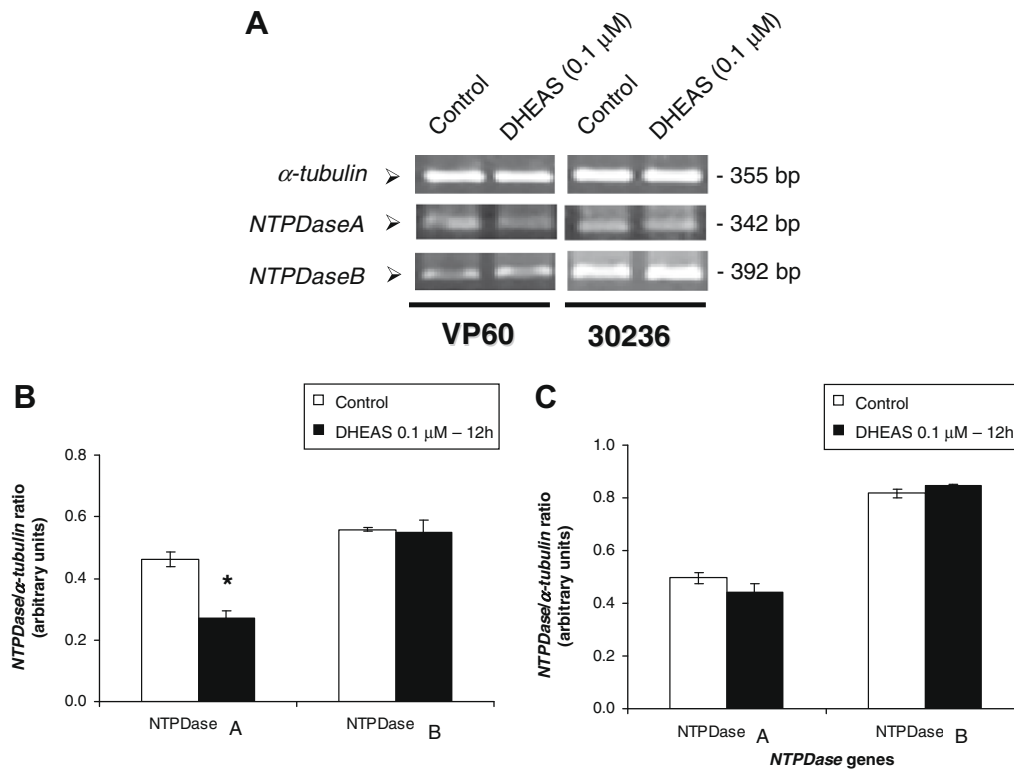 A
Control
DHEAS (0.1 μM)
Control
DHEAS (0.1 μM)
α-tubulin
- 355 bp
NTPDaseA
- 342 bp
NTPDaseB
- 392 bp
VP60
30236
B
Control
DHEAS 0.1 μM – 12h
NTPDase/α-tubulin ratio
(arbitrary units)
0.8
0.6
0.4
0.2
0.0
*
NTPDase A
NTPDase B
C
Control
DHEAS 0.1 μM – 12h
NTPDase/α-tubulin ratio
(arbitrary units)
1.0
0.8
0.6
0.4
0.2
0.0
NTPDase A
NTPDase B
NTPDase genes